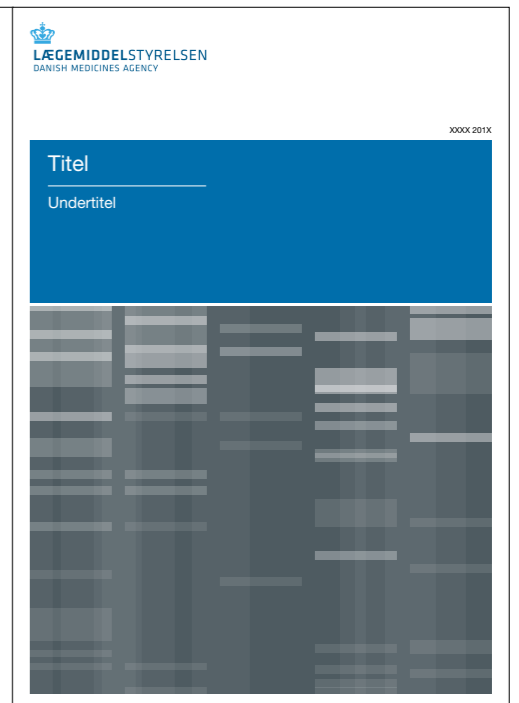 LÆGEMIDDELSTYRELSEN
DANISH MEDICINES AGENCY
XXXX 201X
Titel
Undertitel